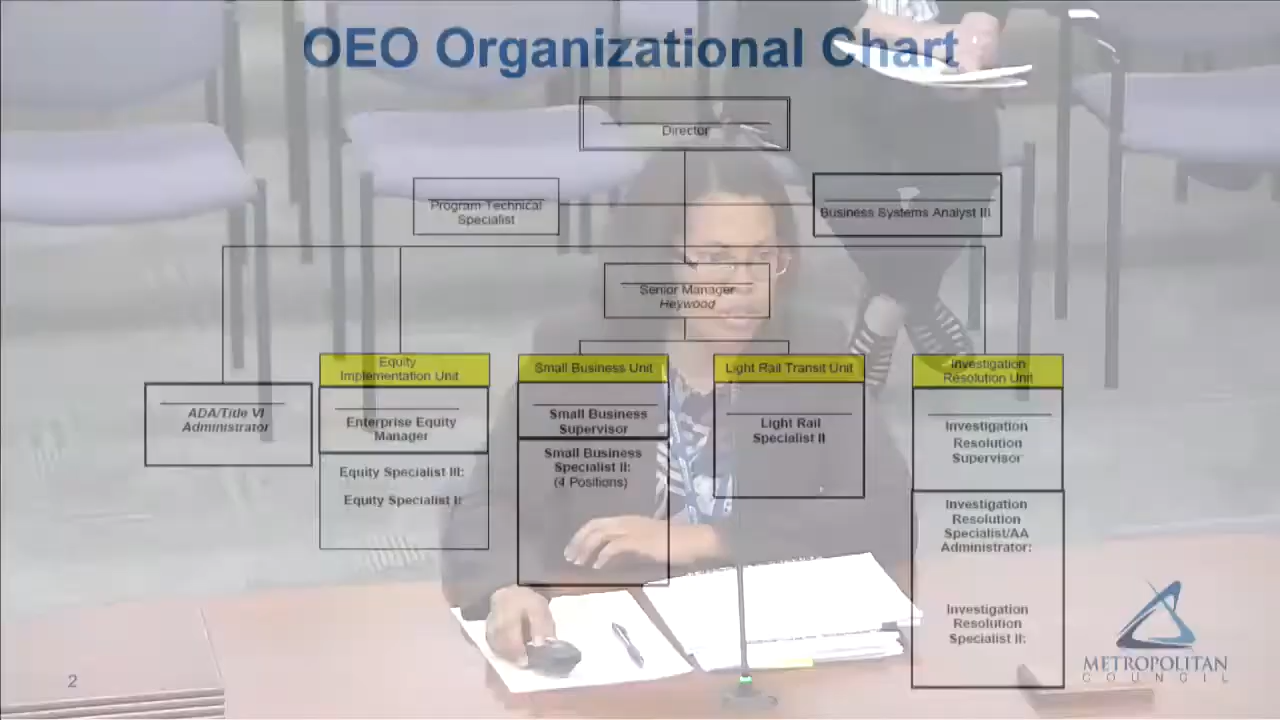 OEO Organizational Chart
Director
Program Technical
Specialist
Business Systems Analyst III
Senior Manager
Heywood
Equity
Implementation Unit
Small Business Unit
Light Rail Transit Unit
Investigation
Resolution Unit
ADA/Title VI
Administrator
Enterprise Equity
Manager
Equity Specialist III:
Equity Specialist I:
Small Business
Supervisor
Small Business
Specialist II:
(4 Positions)
Light Rail
Specialist II
Investigation
Resolution
Supervisor
Investigation
Resolution
Specialist/AA
Administrator:
Investigation
Resolution
Specialist II:
METROPOLITAN
COUNCIL
2